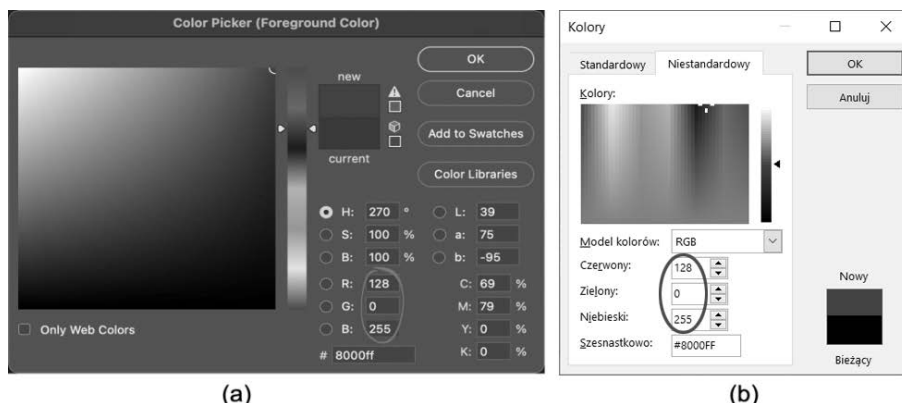 Color Picker (Foreground Color)
new
current
OK
Cancel
Add to Swatches
Color Libraries
H: 270 °
S: 100 %
B: 100 %
R: 128
G: 0
B: 255
# 8000ff
L: 39
a: 75
b: -95
C: 69 %
M: 79 %
Y: 0 %
K: 0 %
Only Web Colors
(a)
Kolory
Standardowy Niestandardowy
Kolory:
Model kolorów: RGB
Czerwony: 128
Zielony: 0
Niebieski: 255
Szesnastkowo: #8000FF
OK
Anuluj
Nowy
Bieżący
(b)